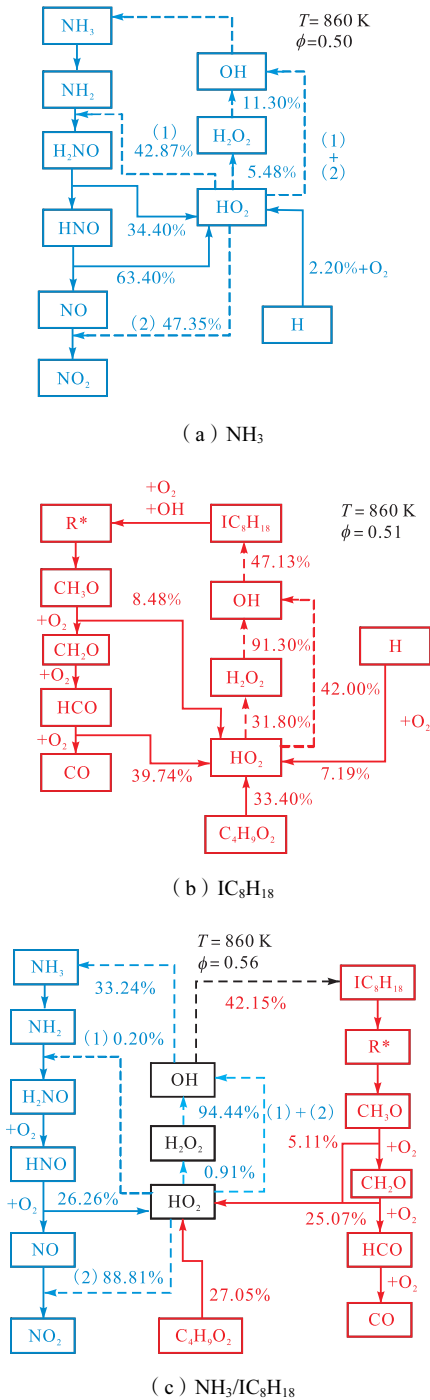 T = 860 K
ϕ=0.50
NH₃
OH
NH₂
11.30%
(1)
42.87%
H₂O₂
H₂NO
(1)
+
(2)
5.48%
HO₂
HNO
34.40%
63.40%
2.20%+O₂
NO
H
(2) 47.35%
NO₂
(a) NH₃
+O₂
+OH
R*
IC₈H₁₈
T = 860 K
ϕ=0.51
47.13%
CH₃O
8.48%
OH
+O₂
CH₂O
91.30%
H
+O₂
H₂O₂
42.00%
HCO
31.80%
+O₂
+O₂
HO₂
CO
39.74%
7.19%
33.40%
C₄H₉O₂
(b) IC₈H₁₈
T = 860 K
ϕ=0.56
NH₃
33.24%
42.15%
IC₈H₁₈
NH₂
(1) 0.20%
R*
OH
H₂NO
94.44%
(1)+(2)
CH₃O
+O₂
H₂O₂
5.11%
+O₂
HNO
0.91%
CH₂O
+O₂
26.26%
HO₂
25.07%
+O₂
NO
HCO
(2) 88.81%
+O₂
27.05%
NO₂
C₄H₉O₂
CO
(c) NH₃/IC₈H₁₈